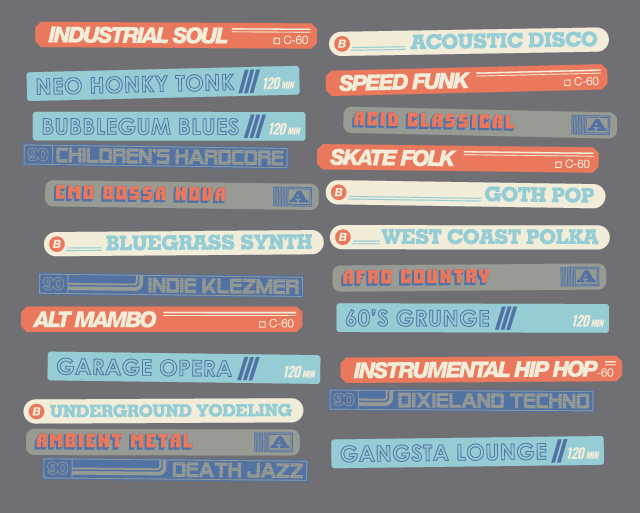 INDUSTRIAL SOUL C-60
NEO HONKY TONK 120 MIN
BUBBLEGUM BLUES 120 MIN
90 CHILDREN'S HARDCORE
EMO BOSSA NOVA A
B BLUEGRASS SYNTH
90 INDIE KLEZMER
ALT MAMBO C-60
GARAGE OPERA 120 MIN
B UNDERGROUND YODELING
AMBIENT METAL A
90 DEATH JAZZ
B ACOUSTIC DISCO
SPEED FUNK C-60
ACID CLASSICAL A
SKATE FOLK C-60
B GOTH POP
B WEST COAST POLKA
AFRO COUNTRY A
60'S GRUNGE 120 MIN
INSTRUMENTAL HIP HOP -60
90 DIXIELAND TECHNO
GANGSTA LOUNGE 120 MIN